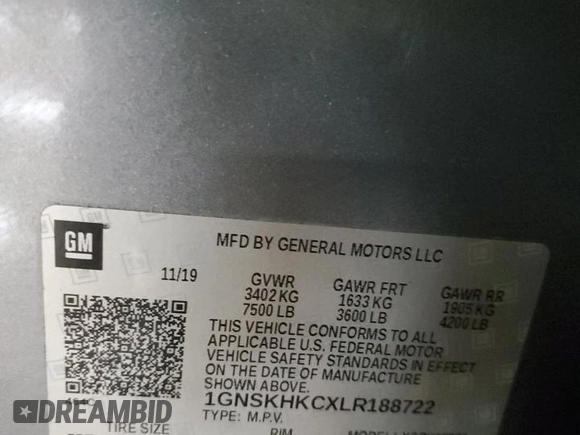 GM
MFD BY GENERAL MOTORS LLC
11/19
GVWR GAWR FRT GAWR RR
3402 KG 1633 KG 1905 KG
7500 LB 3600 LB 4200 LB
THIS VEHICLE CONFORMS TO ALL
APPLICABLE U.S. FEDERAL MOTOR
VEHICLE SAFETY STANDARDS IN EFFECT
ON THE DATE OF MANUFACTURE
SHOWN ABOVE.
1GNSKHKCXLR188722
TYPE: M.P.V.
TIRE SIZE RIM
DREAMBID